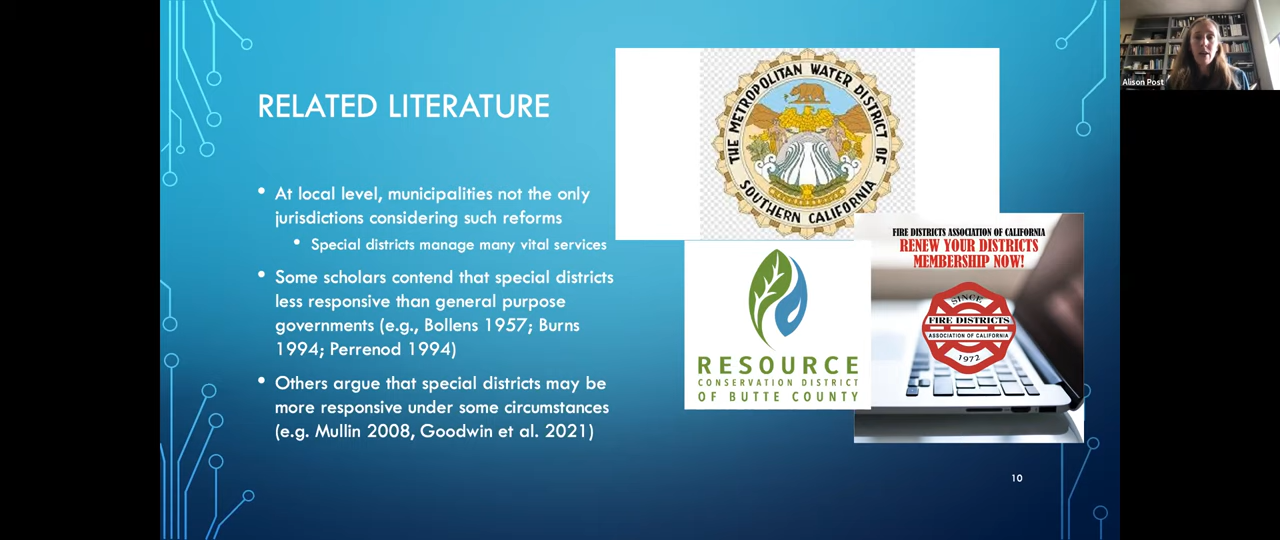 RELATED LITERATURE
• At local level, municipalities not the only
jurisdictions considering such reforms
• Special districts manage many vital services
• Some scholars contend that special districts
less responsive than general purpose
governments (e.g., Bollens 1957; Burns
1994; Perrenod 1994)
• Others argue that special districts may be
more responsive under some circumstances
(e.g. Mullin 2008, Goodwin et al. 2021)
THE METROPOLITAN WATER DISTRICT OF
SOUTHERN CALIFORNIA
RESOURCE
CONSERVATION DISTRICT
OF BUTTE COUNTY
FIRE DISTRICTS ASSOCIATION OF CALIFORNIA
RENEW YOUR DISTRICTS
MEMBERSHIP NOW!
SINCE
FIRE DISTRICTS
ASSOCIATION OF CALIFORNIA
1972
10
Alison Post